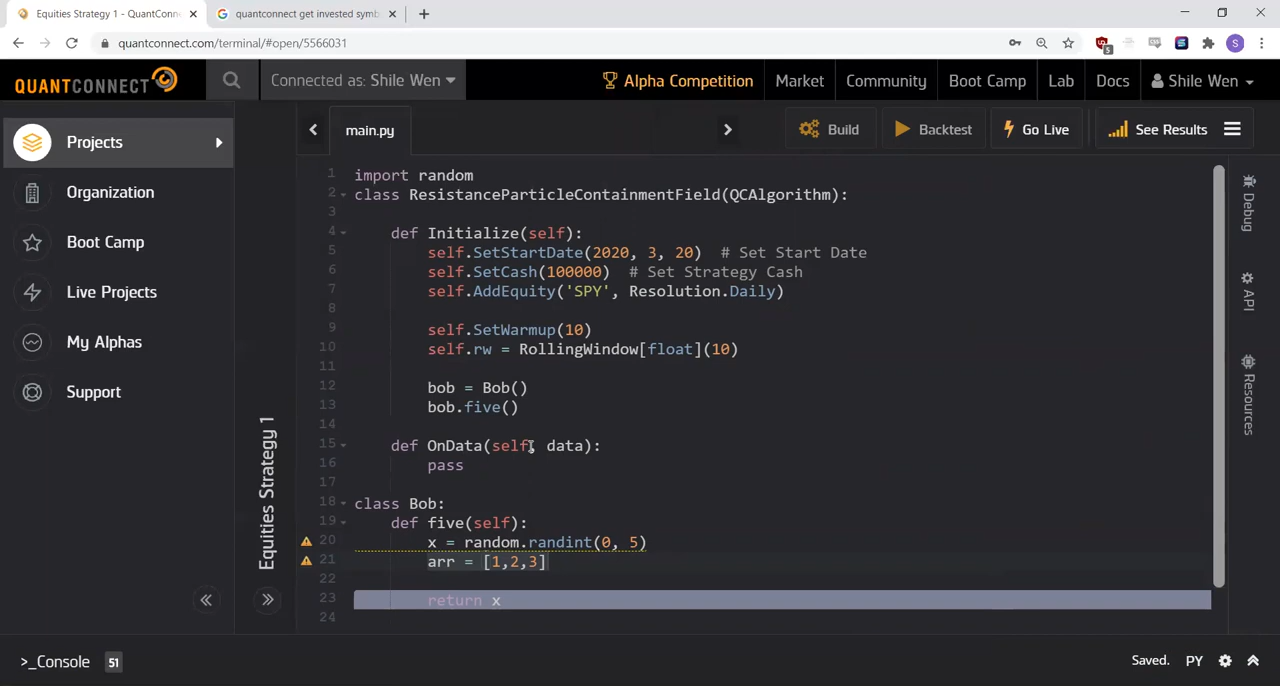 Equities Strategy 1 - QuantConn
quantconnect get invested symb
quantconnect.com/terminal/#open/5566031
5
S
QUANTCONNECT
Connected as: Shile Wen
Alpha Competition
Market
Community
Boot Camp
Lab
Docs
Shile Wen
Projects
Organization
Boot Camp
Live Projects
My Alphas
Support
Equities Strategy 1
main.py
Build
Backtest
Go Live
See Results
1 import random
2 class ResistanceParticleContainmentField(QCAlgorithm):
3
4 def Initialize(self):
5 self.SetStartDate(2020, 3, 20) # Set Start Date
6 self.SetCash(100000) # Set Strategy Cash
7 self.AddEquity('SPY', Resolution.Daily)
8
9 self.SetWarmup(10)
10 self.rw = RollingWindow[float](10)
11
12 bob = Bob()
13 bob.five()
14
15 def OnData(self, data):
16 pass
17
18 class Bob:
19 def five(self):
20 x = random.randint(0, 5)
21 arr = [1,2,3]
22
23 return x
24
Debug
API
Resources
>_Console 51
Saved. PY